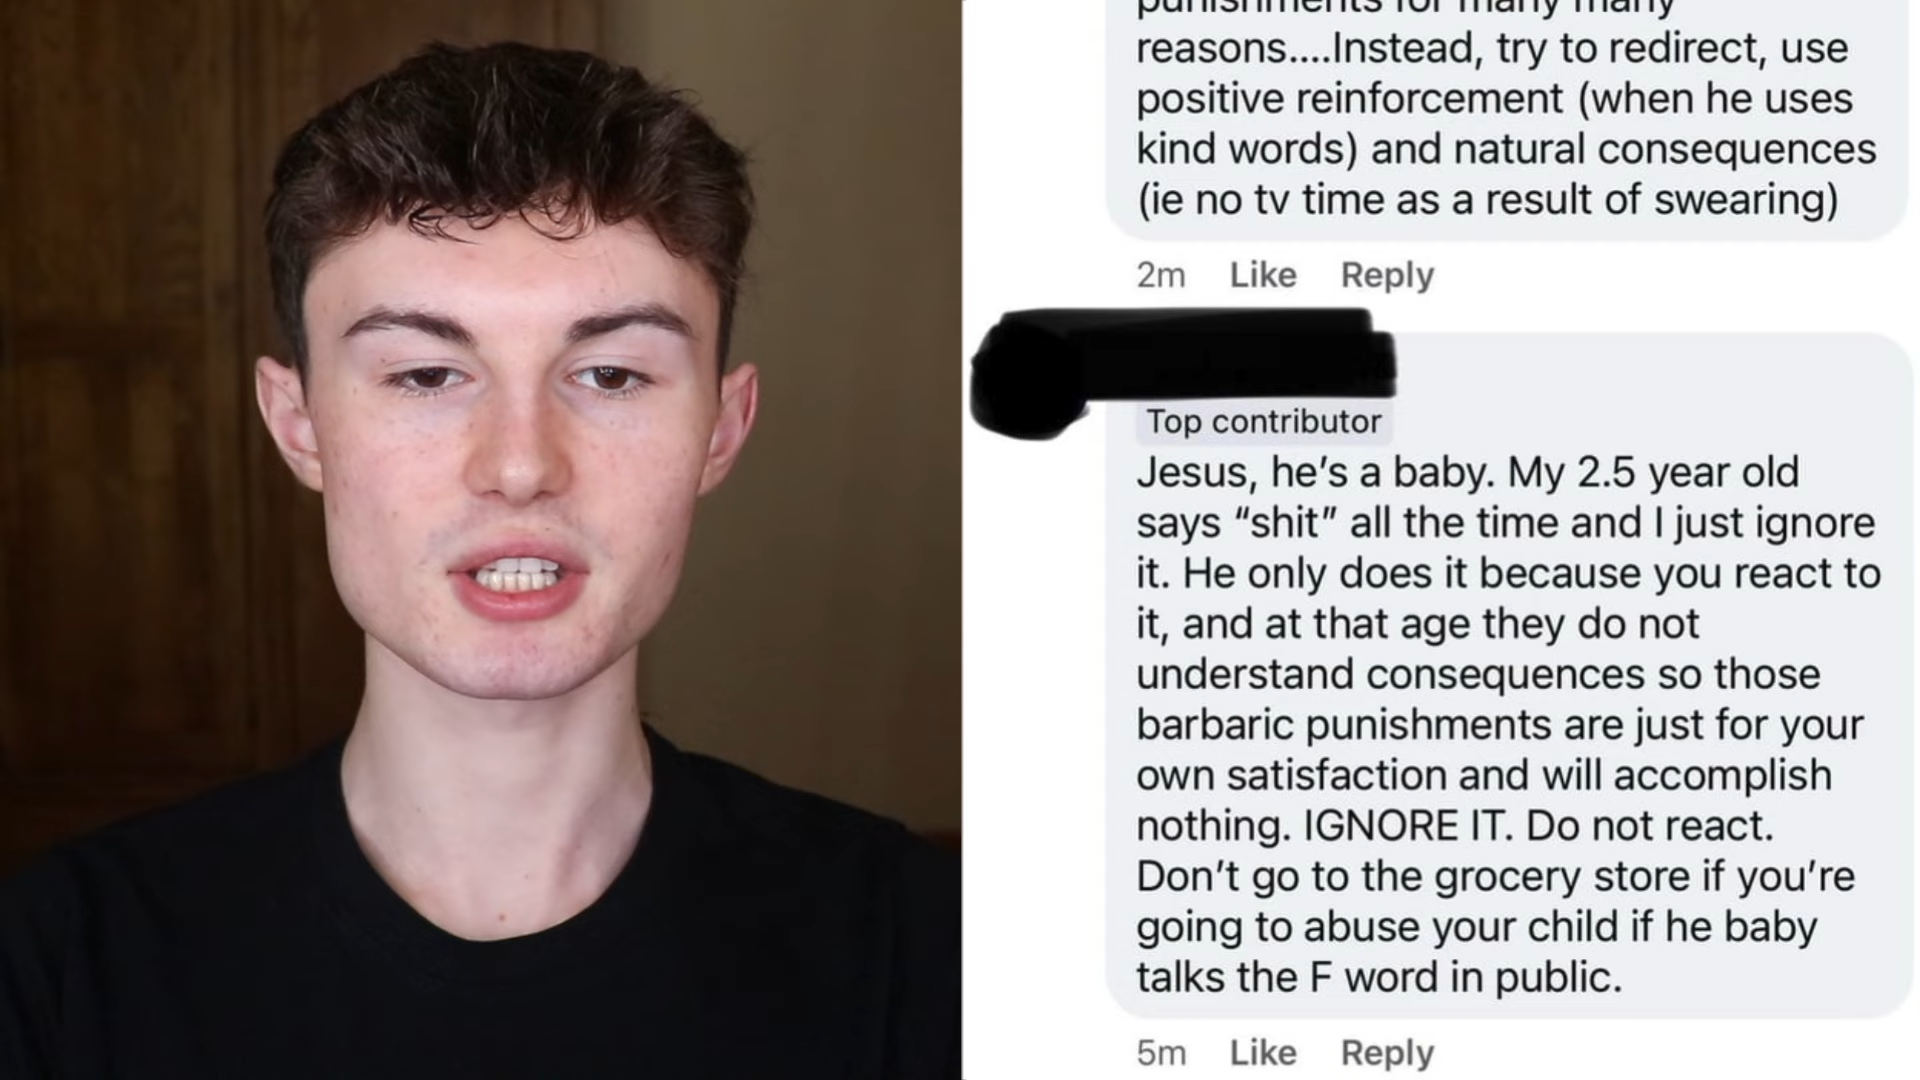 punishments for many many
reasons....Instead, try to redirect, use
positive reinforcement (when he uses
kind words) and natural consequences
(ie no tv time as a result of swearing)
2m Like Reply
Top contributor
Jesus, he's a baby. My 2.5 year old
says “shit” all the time and I just ignore
it. He only does it because you react to
it, and at that age they do not
understand consequences so those
barbaric punishments are just for your
own satisfaction and will accomplish
nothing. IGNORE IT. Do not react.
Don't go to the grocery store if you're
going to abuse your child if he baby
talks the F word in public.
5m Like Reply